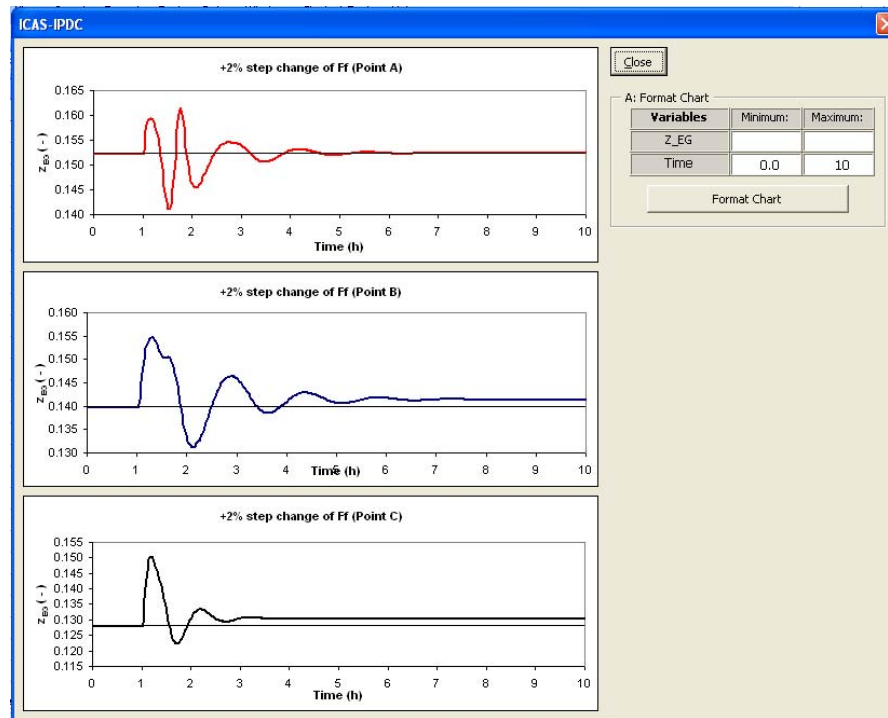 ICAS-IPDC
+2% step change of Ff (Point A)
0.165
0.160
0.155
0.150
0.145
0.140
Z EG ( - )
0 1 2 3 4 5 6 7 8 9 10
Time (h)
+2% step change of Ff (Point B)
0.160
0.155
0.150
0.145
0.140
0.135
0.130
Z EG ( - )
0 1 2 3 4 5 6 7 8 9 10
Time (h)
+2% step change of Ff (Point C)
0.155
0.150
0.145
0.140
0.135
0.130
0.125
0.120
0.115
Z EG ( - )
0 1 2 3 4 5 6 7 8 9 10
Time (h)
Close
A: Format Chart
Variables Minimum: Maximum:
Z_EG
Time 0.0 10
Format Chart